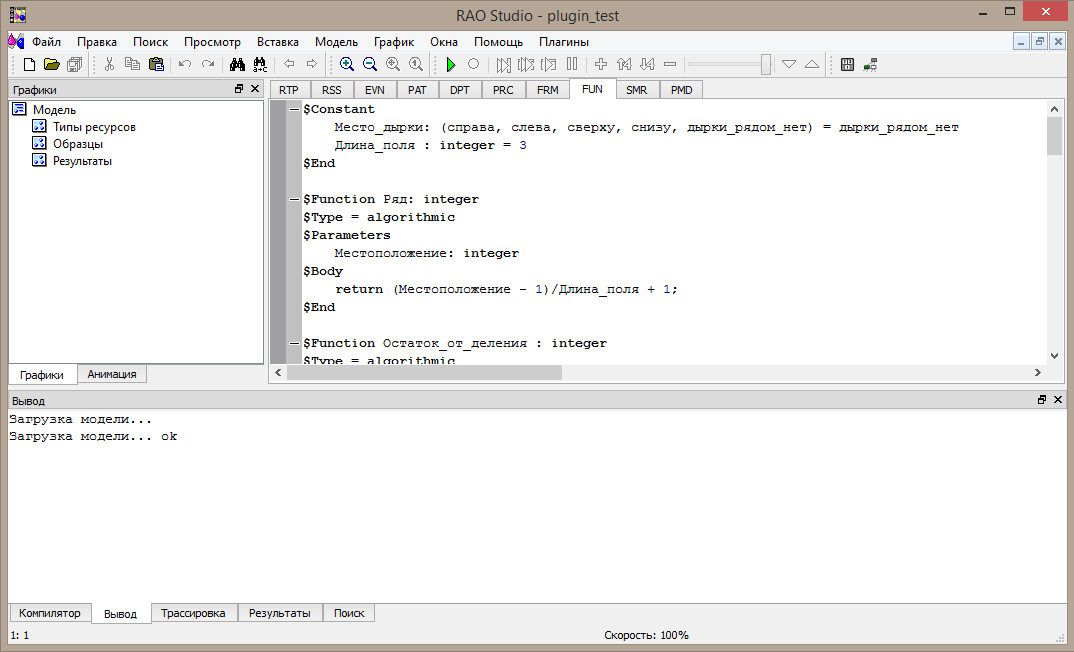 RAO Studio - plugin_test
Файл Правка Поиск Просмотр Вставка Модель График Окна Помощь Плагины
Графики
RTP RSS EVN PAT DPT PRC FRM FUN SMR PMD
Модель
Типы ресурсов
Образцы
Результаты
$Constant
Место_дырки: (справа, слева, сверху, снизу, дырки_рядом_нет) = дырки_рядом_нет
Длина_поля : integer = 3
$End
$Function Ряд: integer
$Type = algorithmic
$Parameters
Местоположение: integer
$Body
return (Местоположение - 1)/Длина_поля + 1;
$End
$Function Остаток_от_деления : integer
$Type = algorithmic
Графики Анимация
Вывод
Загрузка модели...
Загрузка модели... ok
Компилятор Вывод Трассировка Результаты Поиск
1: 1 Скорость: 100%